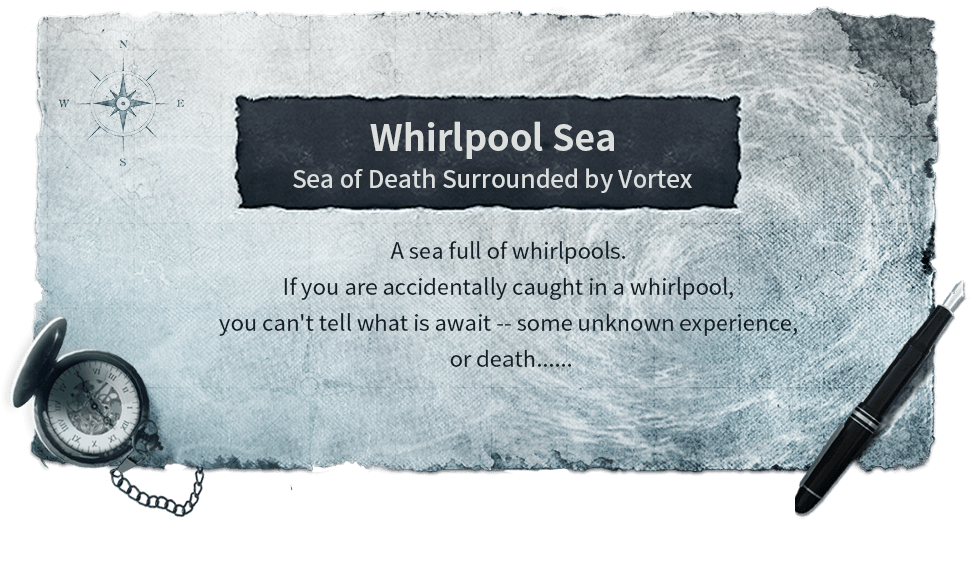 N
W E
S
Whirlpool Sea
Sea of Death Surrounded by Vortex
A sea full of whirlpools.
If you are accidentally caught in a whirlpool,
you can't tell what is await -- some unknown experience,
or death......